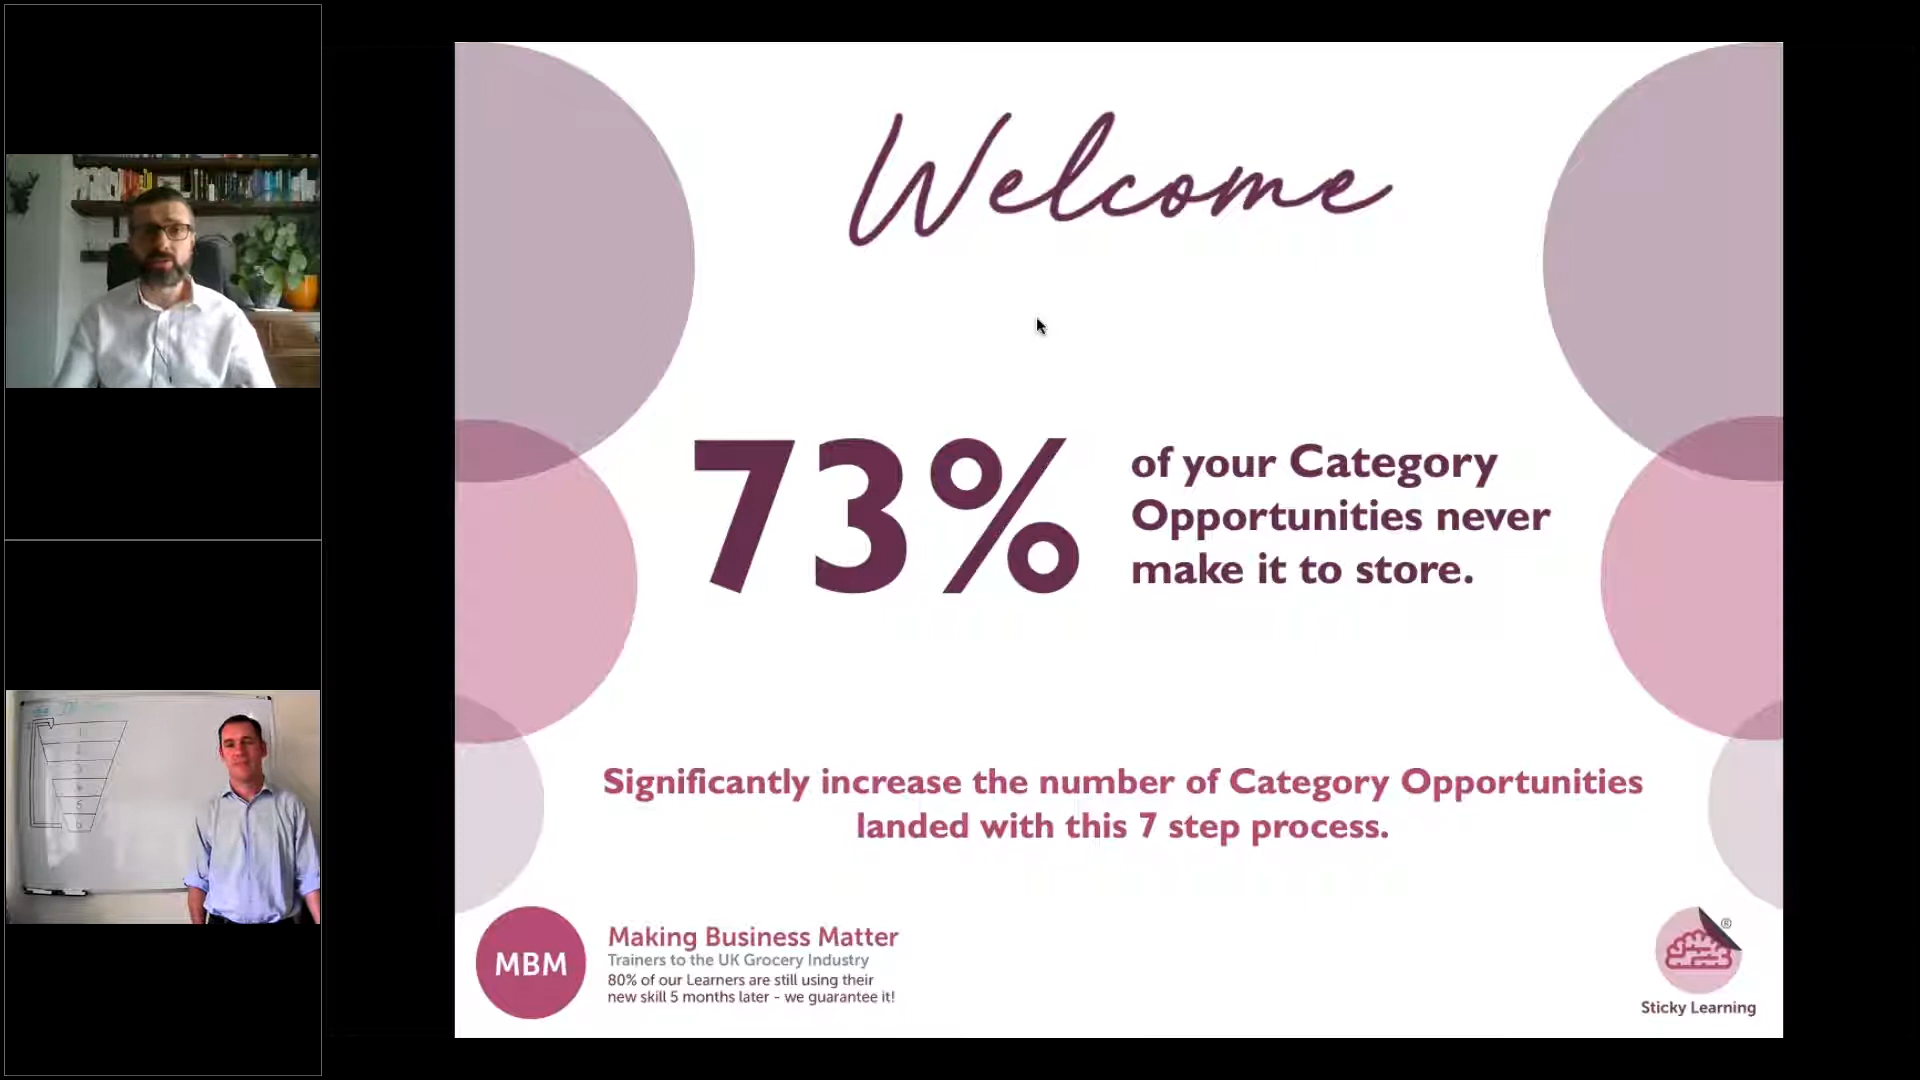 Welcome
73%
of your Category
Opportunities never
make it to store.
Significantly increase the number of Category Opportunities
landed with this 7 step process.
MBM
Making Business Matter
Trainers to the UK Grocery Industry
80% of our Learners are still using their
new skill 5 months later - we guarantee it!
®
Sticky Learning